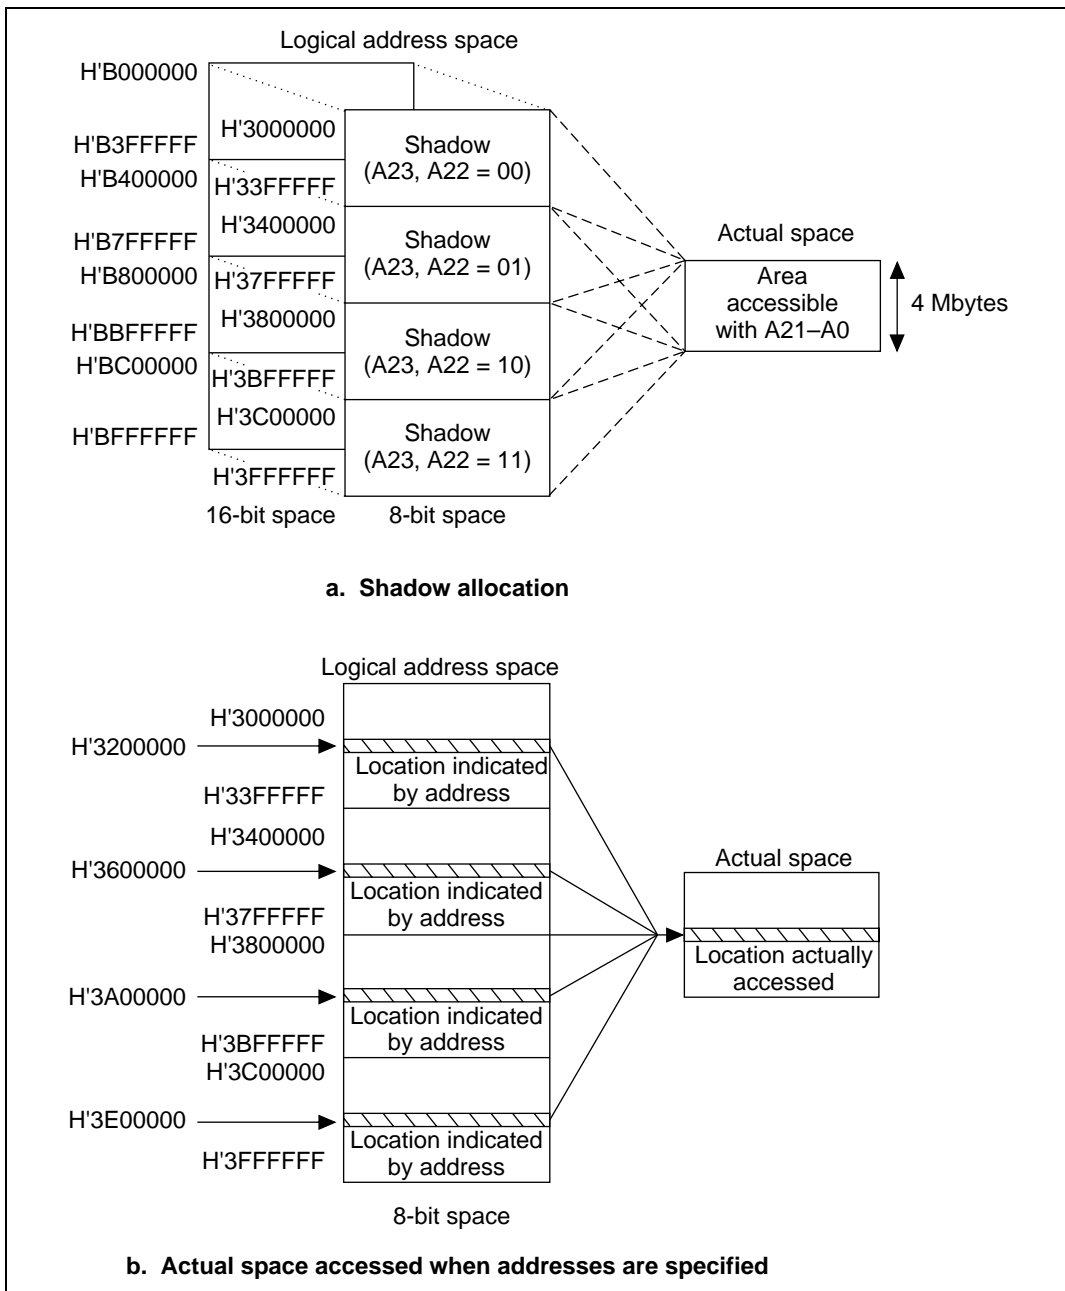 Logical address space
H'B000000
H'3000000
H'B3FFFFF
H'B400000
H'33FFFFF
H'3400000
H'B7FFFFF
H'B800000
H'37FFFFF
H'3800000
H'BBFFFFF
H'BC00000
H'3BFFFFF
H'3C00000
H'BFFFFFF
H'3FFFFFF
16-bit space
8-bit space
Shadow
(A23, A22 = 00)
Shadow
(A23, A22 = 01)
Shadow
(A23, A22 = 10)
Shadow
(A23, A22 = 11)
Actual space
Area
accessible
with A21–A0
4 Mbytes
a. Shadow allocation
Logical address space
H'3000000
H'3200000
Location indicated
by address
H'33FFFFF
H'3400000
H'3600000
Location indicated
by address
H'37FFFFF
H'3800000
H'3A00000
Location indicated
by address
H'3BFFFFF
H'3C00000
H'3E00000
Location indicated
by address
H'3FFFFFF
8-bit space
Actual space
Location actually
accessed
b. Actual space accessed when addresses are specified